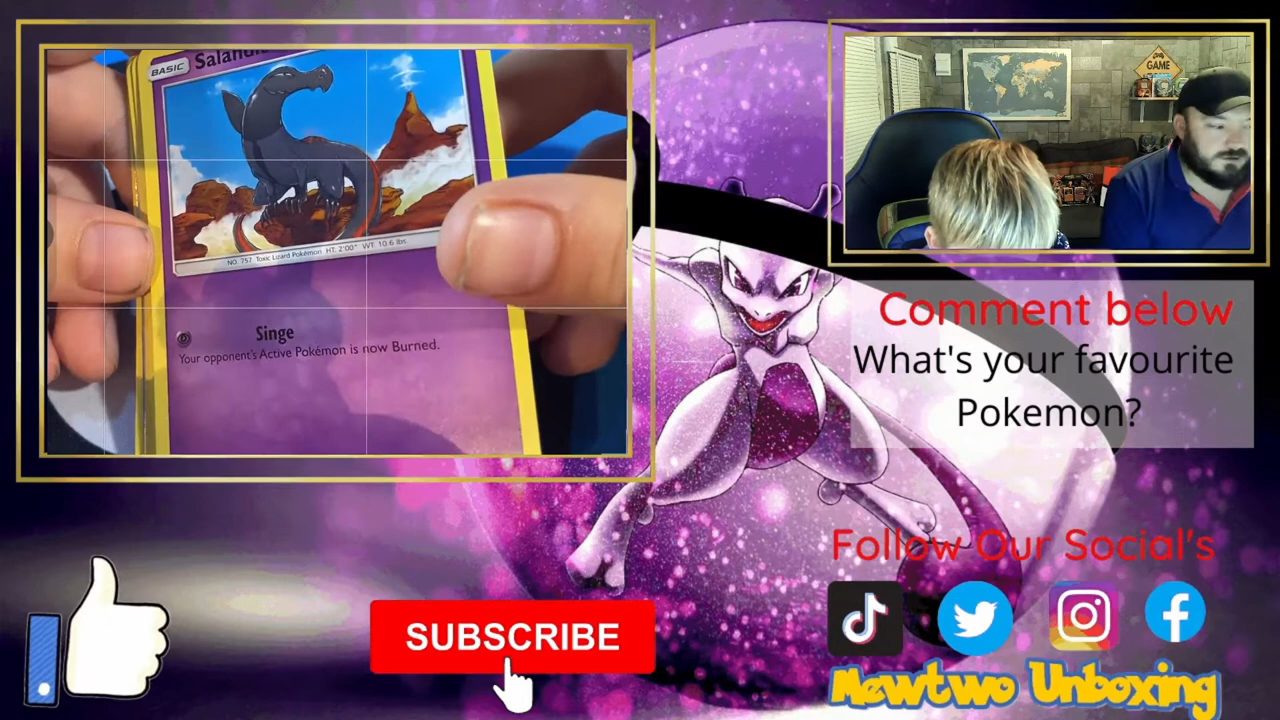 BASIC
NO. 757 Toxic Lizard Pokémon HT: 2'00" WT: 10.6 lbs.
Singe
Your opponent's Active Pokémon is now Burned.
GAME
Comment below
What's your favourite
Pokemon?
Follow Our Social's
SUBSCRIBE
Mewtwo Unboxing